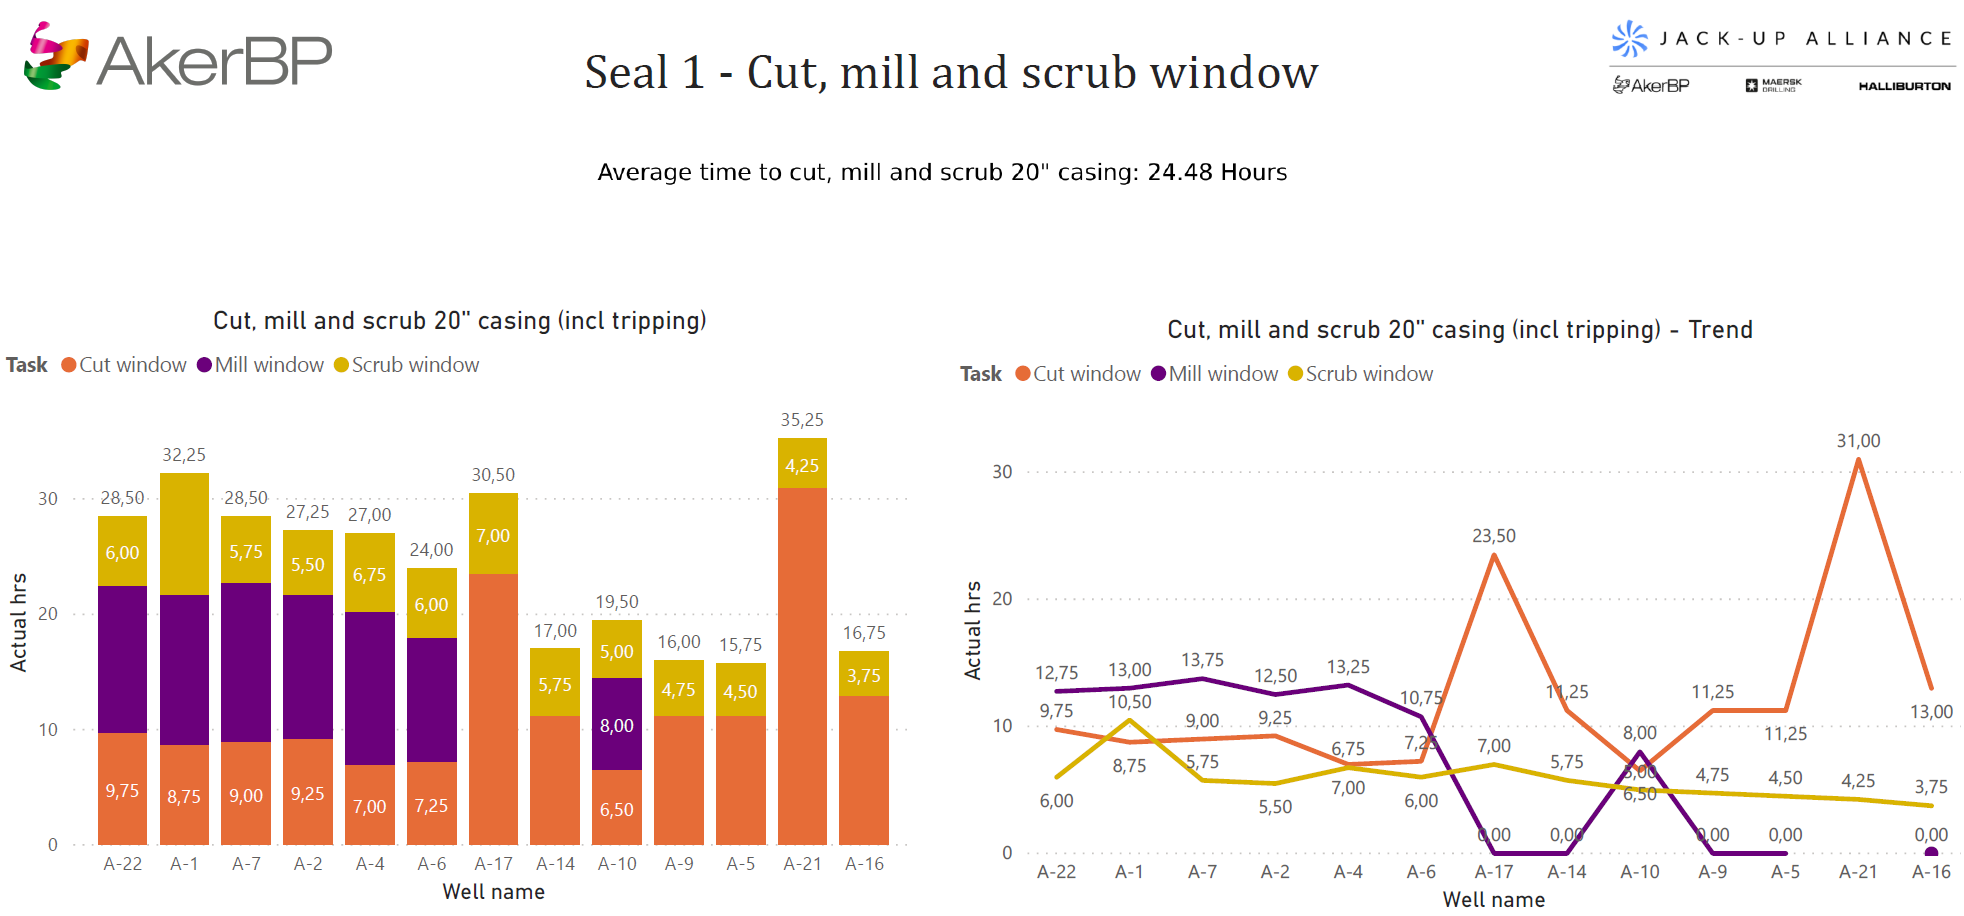 AkerBP
Seal 1 - Cut, mill and scrub window
JACK-UP ALLIANCE
AkerBP MAERSK DRILLING HALLIBURTON
Average time to cut, mill and scrub 20" casing: 24.48 Hours
Cut, mill and scrub 20" casing (incl tripping)
Task Cut window Mill window Scrub window
Actual hrs
30
20
10
0
28,50 32,25 28,50 27,25 27,00 24,00 30,50 17,00 19,50 16,00 15,75 35,25 16,75
6,00 5,75 5,50 6,75 6,00 7,00 5,75 5,00 4,75 4,50 4,25 3,75
8,00
9,75 8,75 9,00 9,25 7,00 7,25 6,50
A-22 A-1 A-7 A-2 A-4 A-6 A-17 A-14 A-10 A-9 A-5 A-21 A-16
Well name
Cut, mill and scrub 20" casing (incl tripping) - Trend
Task Cut window Mill window Scrub window
Actual hrs
30
20
10
0
12,75 13,00 13,75 12,50 13,25 10,75 0,00 0,00 8,00 0,00 0,00 0,00
9,75 8,75 9,00 9,25 7,00 7,25 23,50 11,25 6,50 11,25 11,25 31,00 13,00
6,00 10,50 5,75 5,50 6,75 6,00 7,00 5,75 5,00 4,75 4,50 4,25 3,75
A-22 A-1 A-7 A-2 A-4 A-6 A-17 A-14 A-10 A-9 A-5 A-21 A-16
Well name